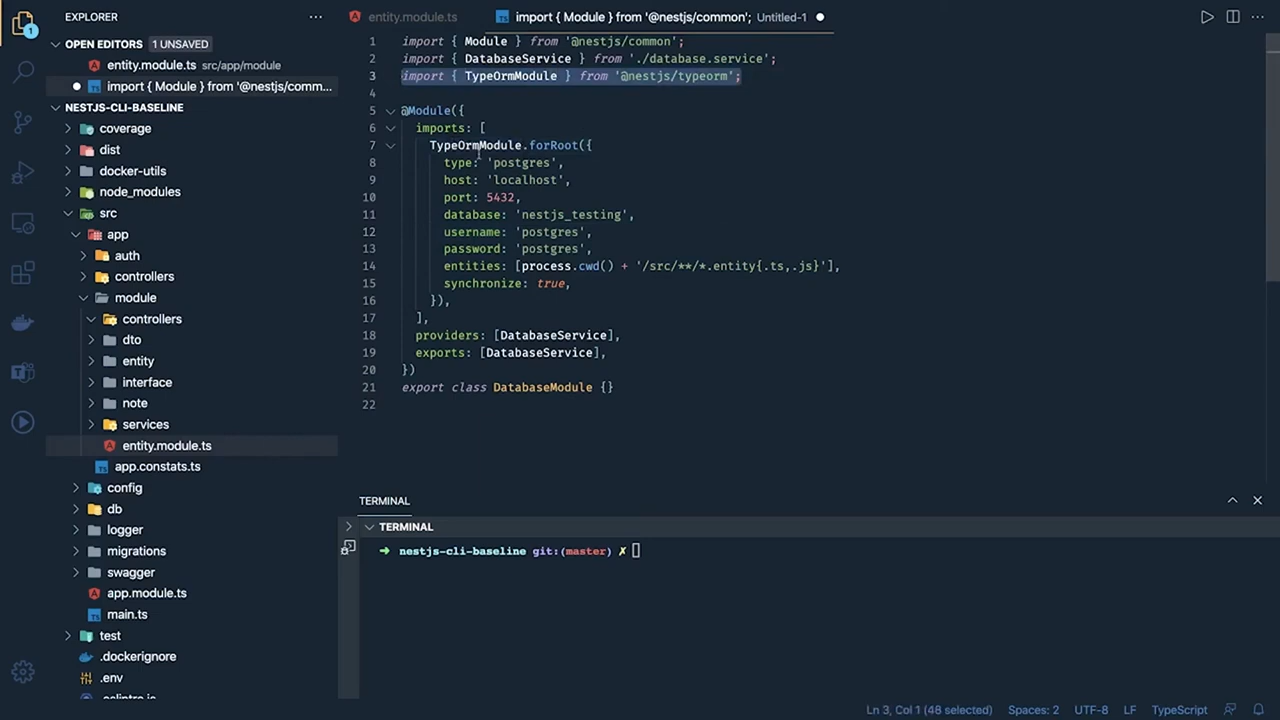 EXPLORER
OPEN EDITORS 1 UNSAVED
entity.module.ts src/app/module
import { Module } from '@nestjs/comm...
NESTJS-CLI-BASELINE
coverage
dist
docker-utils
node_modules
src
app
auth
controllers
module
controllers
dto
entity
interface
note
services
entity.module.ts
app.constats.ts
config
db
logger
migrations
swagger
app.module.ts
main.ts
test
.dockerignore
.env
entity.module.ts import { Module } from '@nestjs/common'; Untitled-1
1 import { Module } from '@nestjs/common';
2 import { DatabaseService } from './database.service';
3 import { TypeOrmModule } from '@nestjs/typeorm';
4
5 @Module({
6 imports: [
7 TypeOrmModule.forRoot({
8 type: 'postgres',
9 host: 'localhost',
10 port: 5432,
11 database: 'nestjs_testing',
12 username: 'postgres',
13 password: 'postgres',
14 entities: [process.cwd() + '/src/**/*.entity{.ts,.js}'],
15 synchronize: true,
16 }),
17 ],
18 providers: [DatabaseService],
19 exports: [DatabaseService],
20 })
21 export class DatabaseModule {}
22
TERMINAL
TERMINAL
→ nestjs-cli-baseline git:(master) ✗
Ln 3, Col 1 (48 selected) Spaces: 2 UTF-8 LF TypeScript
1